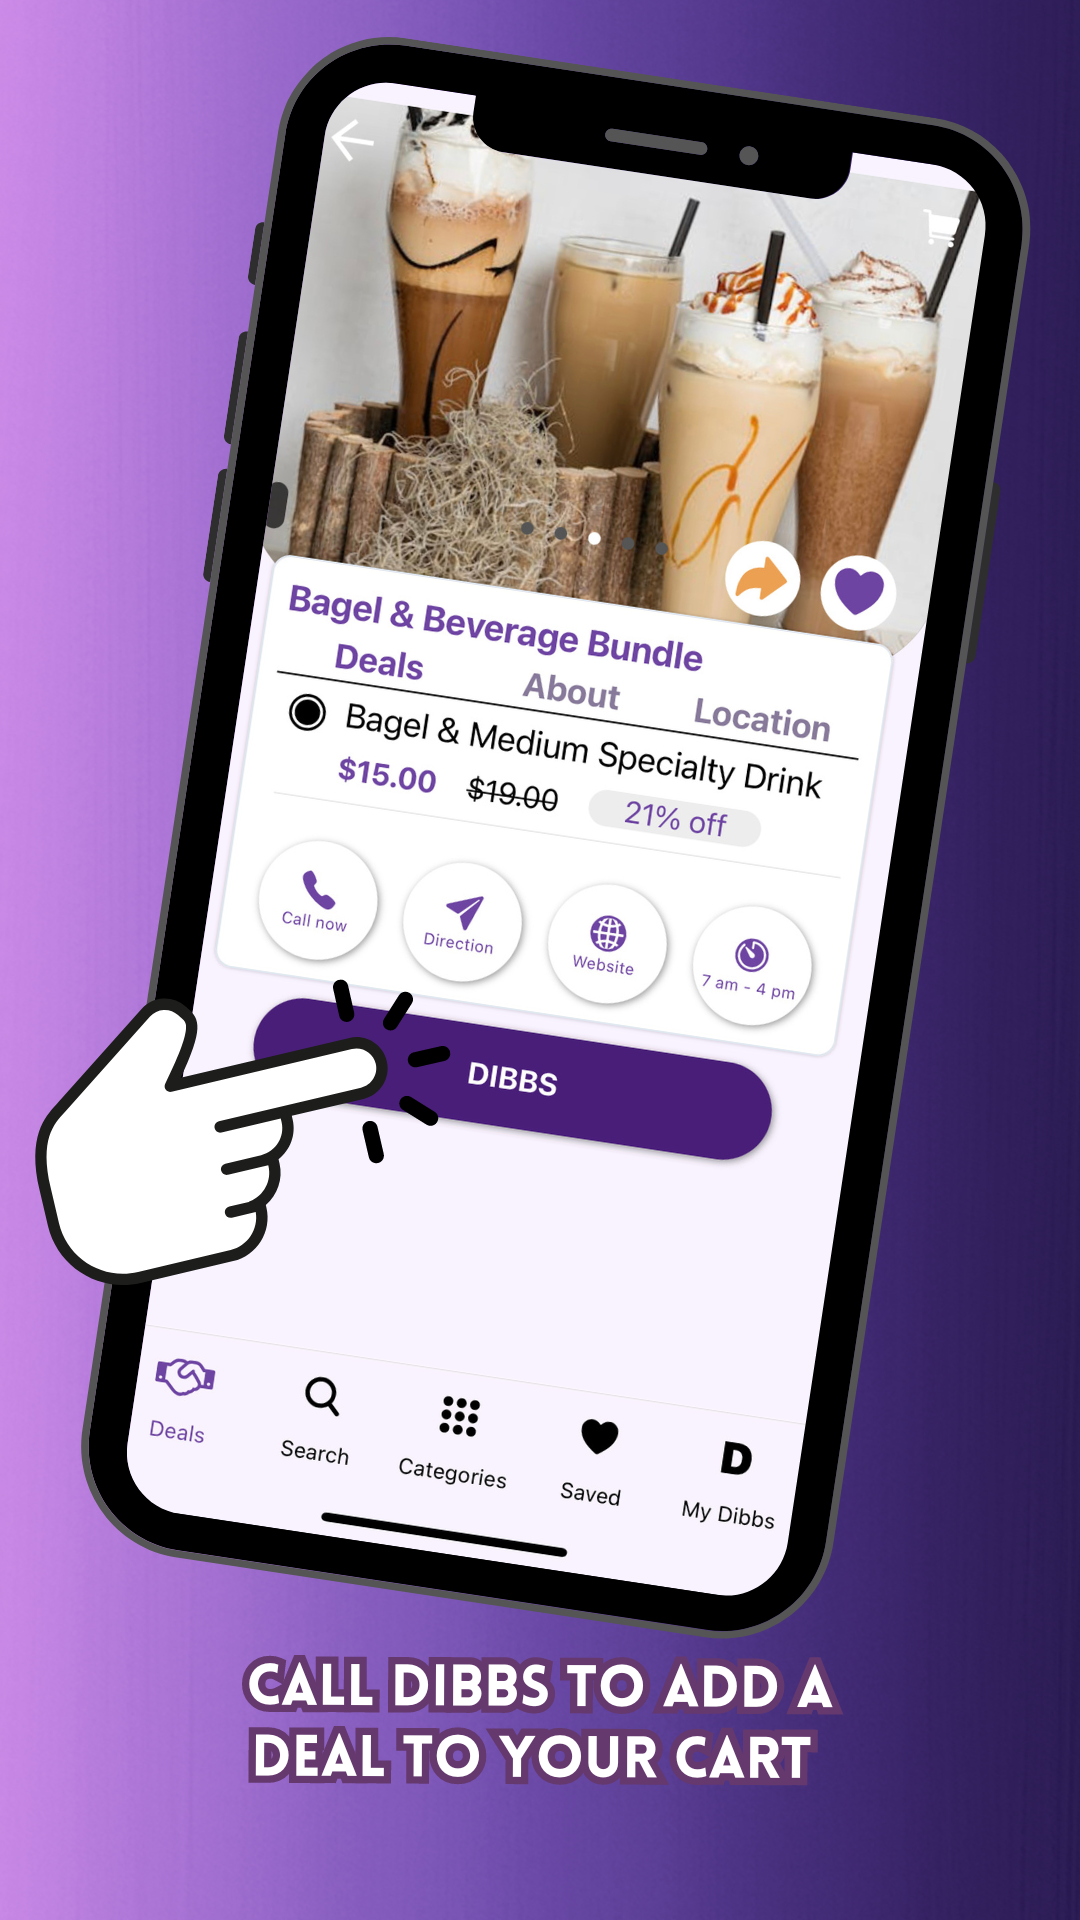 Bagel & Beverage Bundle
Deals About Location
Bagel & Medium Specialty Drink
$15.00 $19.00 21% off
Call now Direction Website 7 am - 4 pm
DIBBS
Deals Search Categories Saved My Dibbs
D
CALL DIBBS TO ADD A
DEAL TO YOUR CART